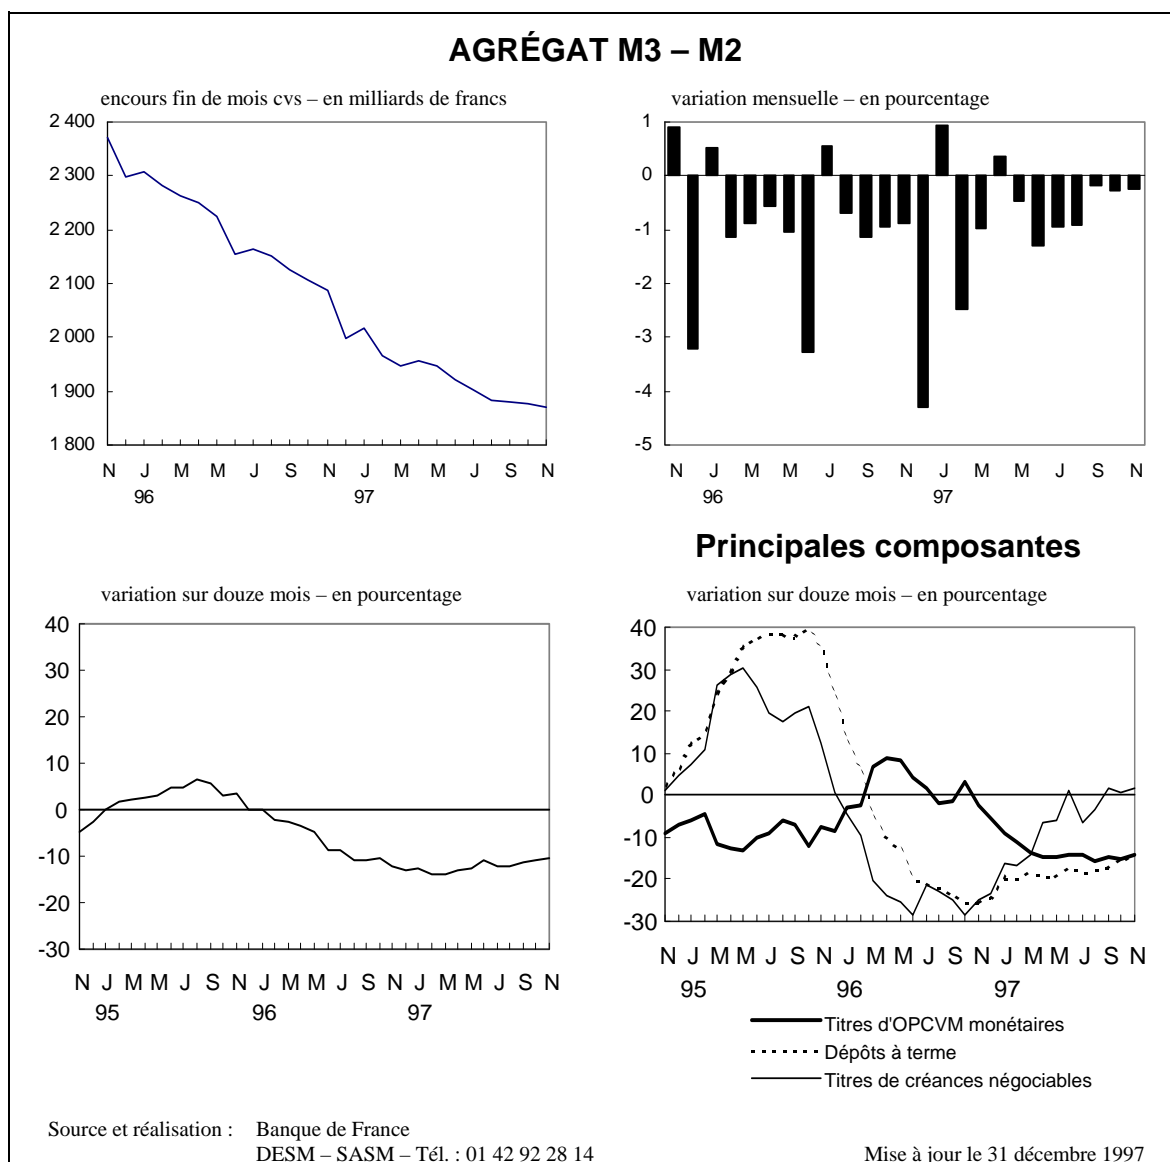 AGRÉGAT M3 – M2
encours fin de mois cvs – en milliards de francs
2 400
2 300
2 200
2 100
2 000
1 900
1 800
N J M M J S N J M M J S N
96 97
variation mensuelle – en pourcentage
1
0
-1
-2
-3
-4
-5
N J M M J S N J M M J S N
96 97
variation sur douze mois – en pourcentage
40
30
20
10
0
-10
-20
-30
N J M M J S N J M M J S N J M M J S N
95 96 97
Principales composantes
variation sur douze mois – en pourcentage
40
30
20
10
0
-10
-20
-30
N J M M J S N J M M J S N J M M J S N
95 96 97
Titres d'OPCVM monétaires
Dépôts à terme
Titres de créances négociables
Source et réalisation : Banque de France
DESM – SASM – Tél. : 01 42 92 28 14
Mise à jour le 31 décembre 1997